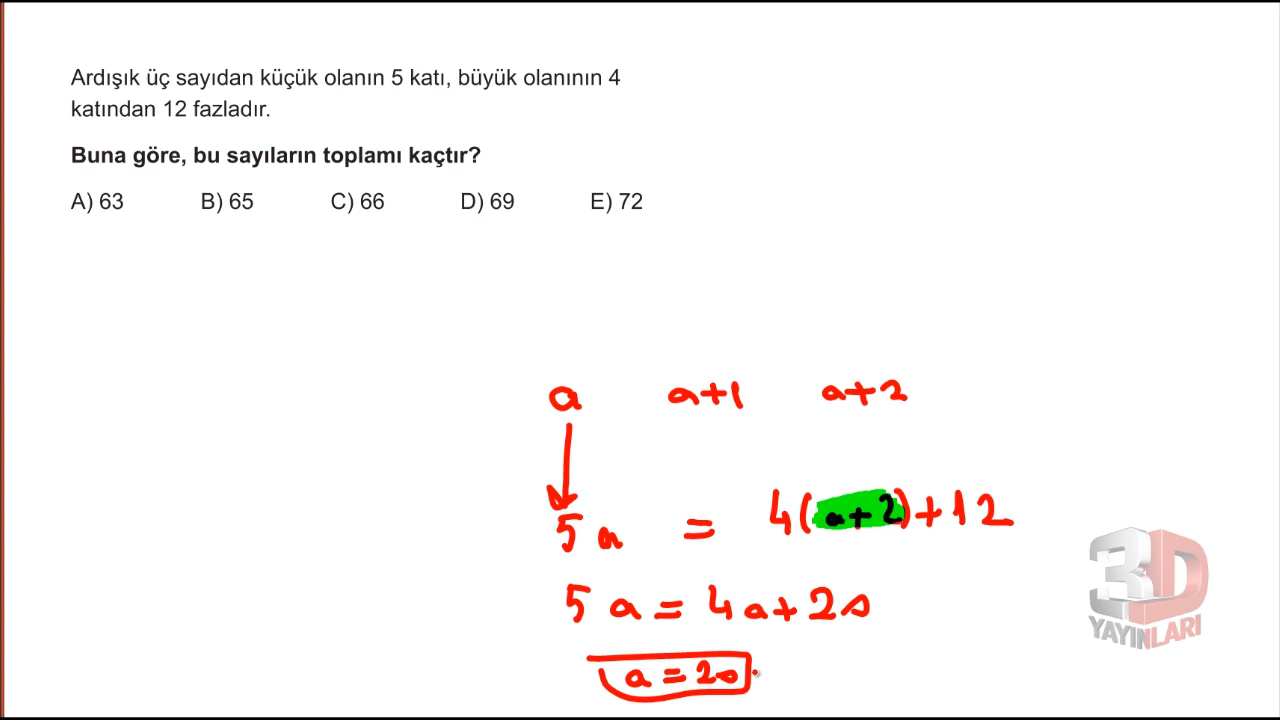 Ardışık üç sayıdan küçük olanın 5 katı, büyük olanının 4
katından 12 fazladır.
Buna göre, bu sayıların toplamı kaçtır?
A) 63 B) 65 C) 66 D) 69 E) 72
a a+1 a+2
5a = 4(a+2)+12
5a = 4a+20
a = 20
3D
YAYINLARI